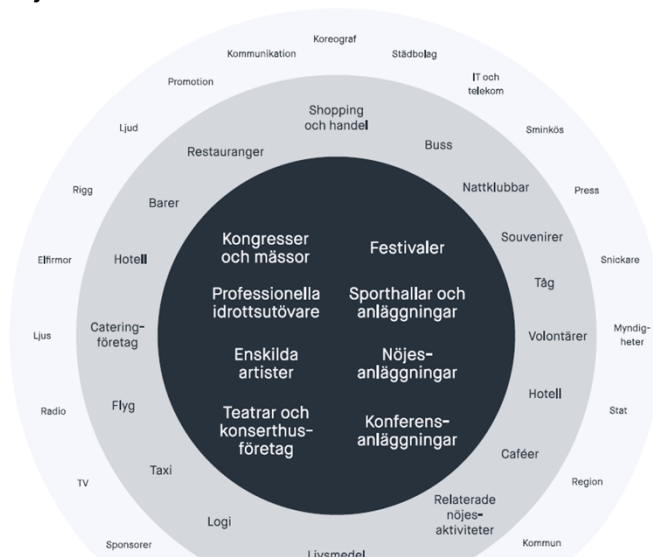 Koreograf
Kommunikation
Städbolag
IT och
telekom
Promotion
Shopping
och handel
Ljud
Sminkös
Buss
Restauranger
Rigg
Nattklubbar
Press
Barer
Kongresser
och mässor
Festivaler
Souvenirer
Elfirmor
Hotell
Snickare
Tåg
Professionella
idrottsutövare
Sporthallar och
anläggningar
Ljus
Catering-
företag
Volontärer
Myndig-
heter
Enskilda
artister
Nöjes-
anläggningar
Hotell
Flyg
Radio
Stat
Teatrar och
konserthus-
företag
Konferens-
anläggningar
Caféer
Taxi
TV
Region
Relaterade
nöjes-
aktiviteter
Logi
Sponsorer
Kommun
Livsmedel